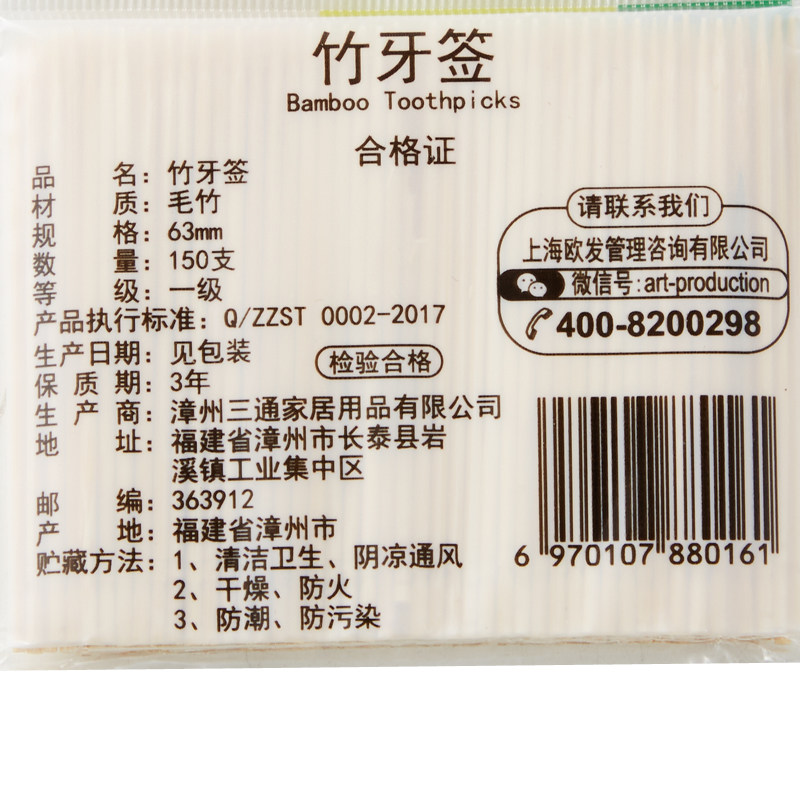 竹牙签
Bamboo Toothpicks
合格证
品名：竹牙签
材质：毛竹
规格：63mm
数量：150支
等级：一级
产品执行标准：Q/ZZST 0002-2017
生产日期：见包装
检验合格
保质期：3年
生产商：漳州三通家居用品有限公司
地址：福建省漳州市长泰县岩
溪镇工业集中区
邮编：363912
产地：福建省漳州市
贮藏方法：1、清洁卫生、阴凉通风
2、干燥、防火
3、防潮、防污染
请联系我们
上海欧发管理咨询有限公司
微信号：art-production
400-8200298
6 970107 880161